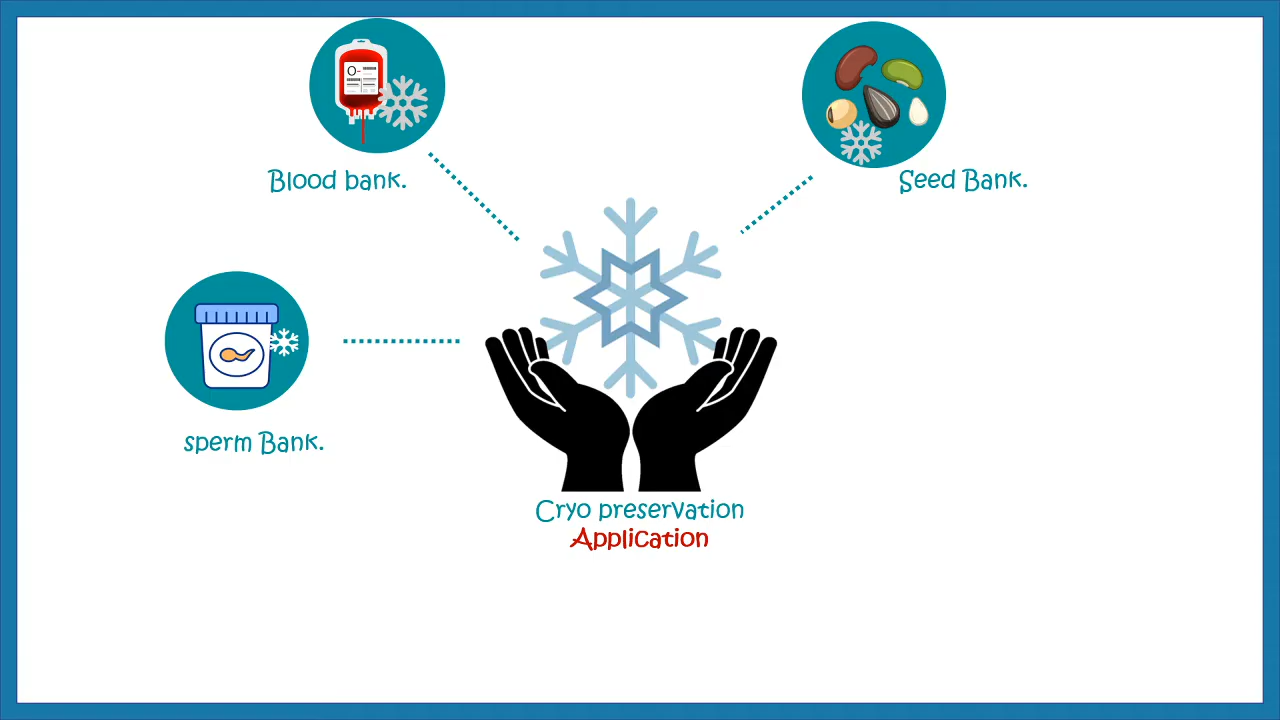 O-
Blood bank.
Seed Bank.
sperm Bank.
Cryo preservation
Application